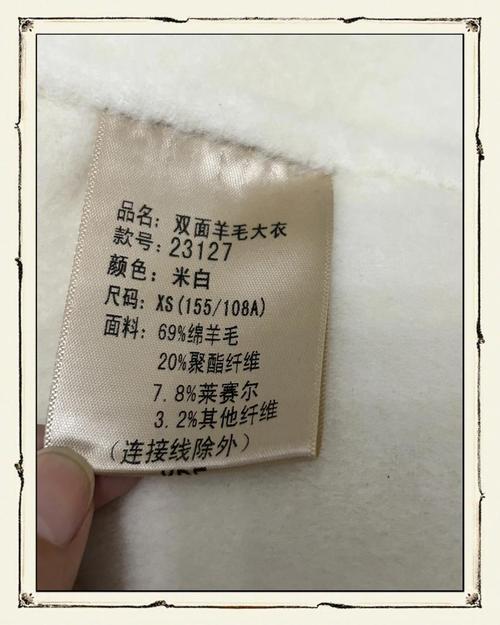 品名：双面羊毛大衣
款号：23127
颜色：米白
尺码：XS(155/108A)
面料：69%绵羊毛
20%聚酯纤维
7.8%莱赛尔
3.2%其他纤维
（连接线除外）